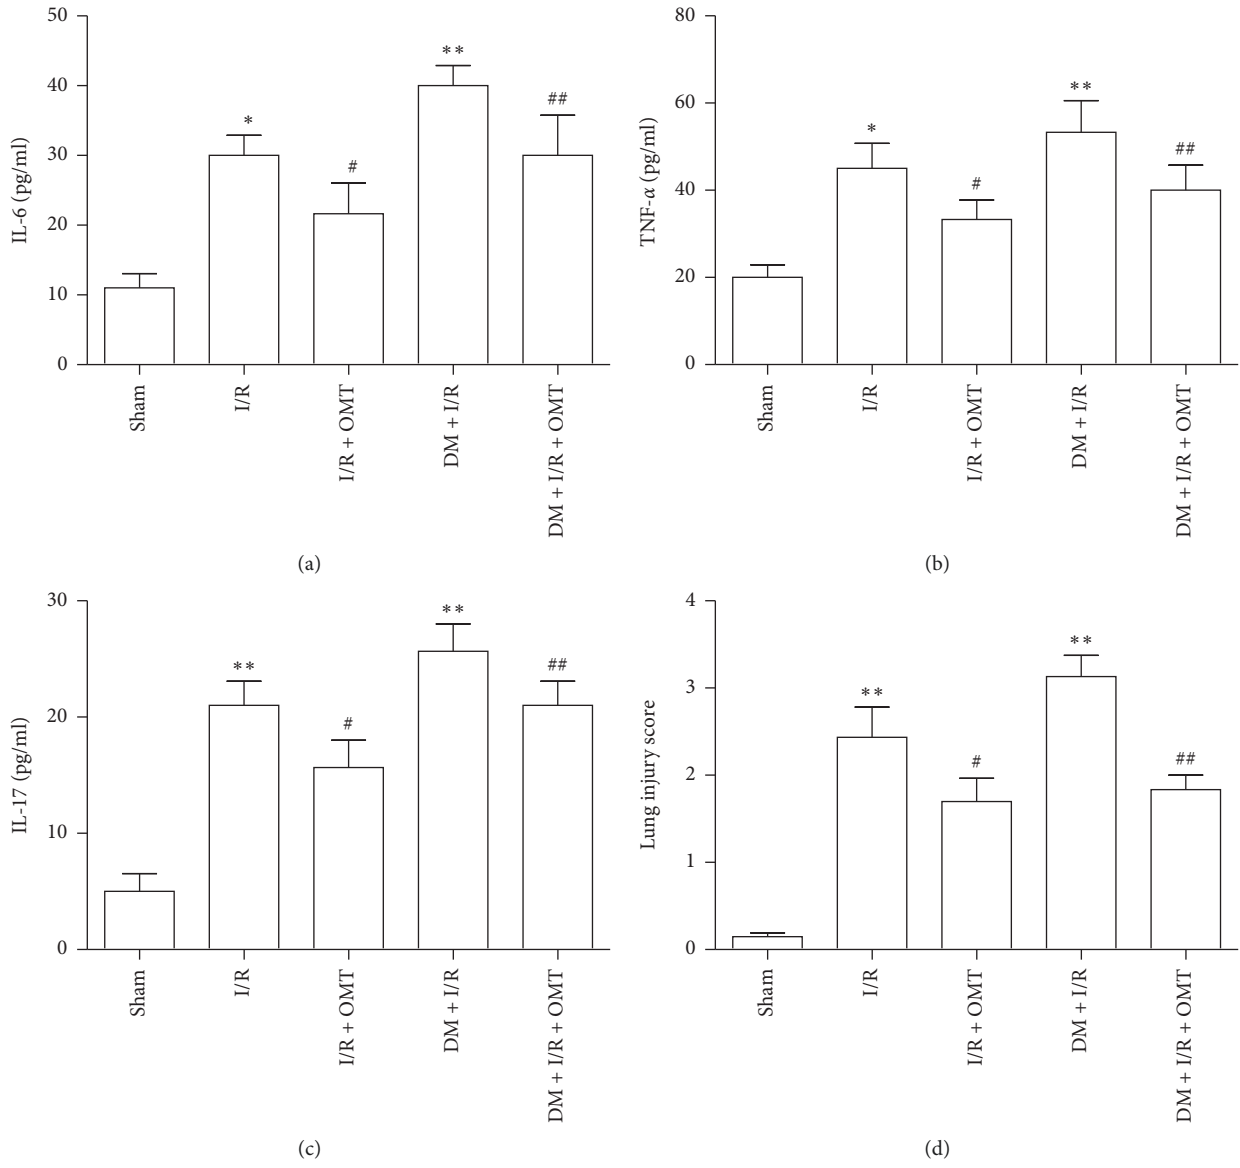 50
40
30
20
10
0
IL-6 (pg/ml)
*
#
**
##
Sham
I/R
I/R + OMT
DM + I/R
DM + I/R + OMT
(a)
80
60
40
20
0
TNF-α (pg/ml)
*
#
**
##
Sham
I/R
I/R + OMT
DM + I/R
DM + I/R + OMT
(b)
30
20
10
0
IL-17 (pg/ml)
**
#
**
##
Sham
I/R
I/R + OMT
DM + I/R
DM + I/R + OMT
(c)
4
3
2
1
0
Lung injury score
**
#
**
##
Sham
I/R
I/R + OMT
DM + I/R
DM + I/R + OMT
(d)